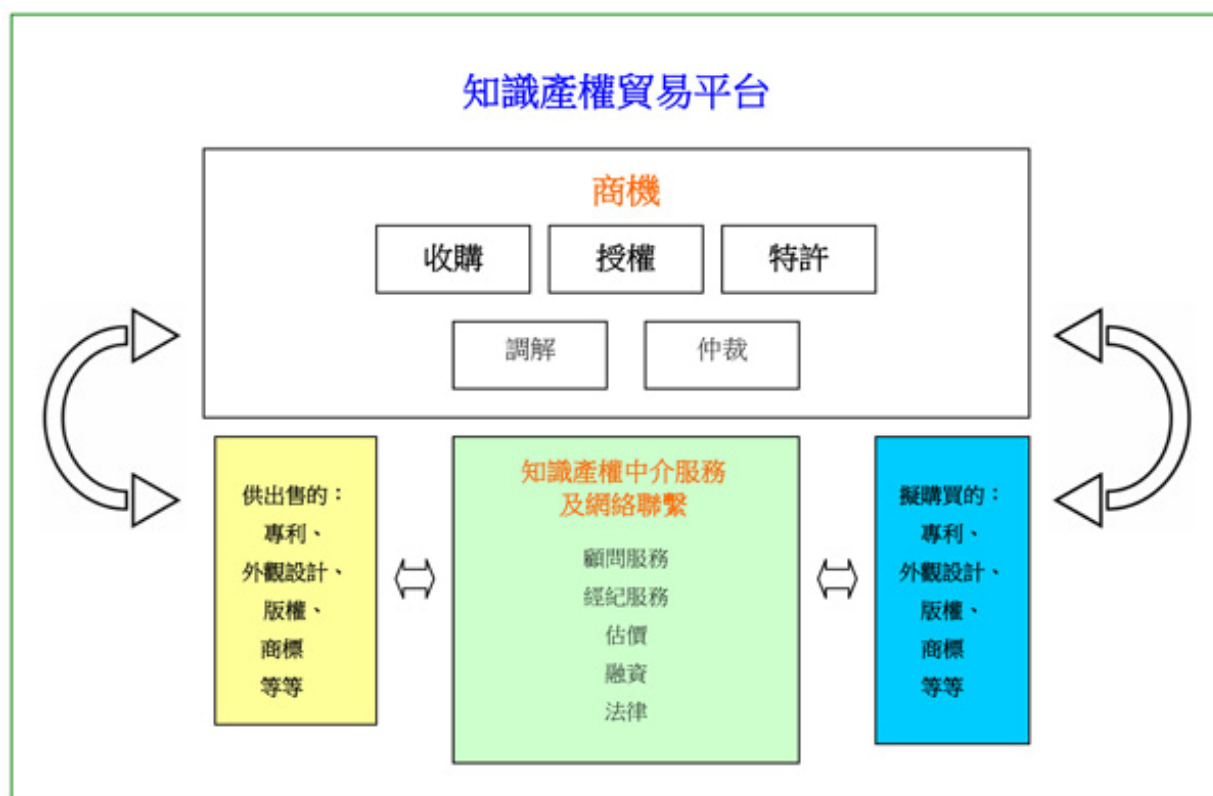 知識產權貿易平台
商機
收購
授權
特許
調解
仲裁
供出售的：
專利、
外觀設計、
版權、
商標
等等
知識產權中介服務
及網絡聯繫
顧問服務
經紀服務
估價
融資
法律
擬購買的：
專利、
外觀設計、
版權、
商標
等等